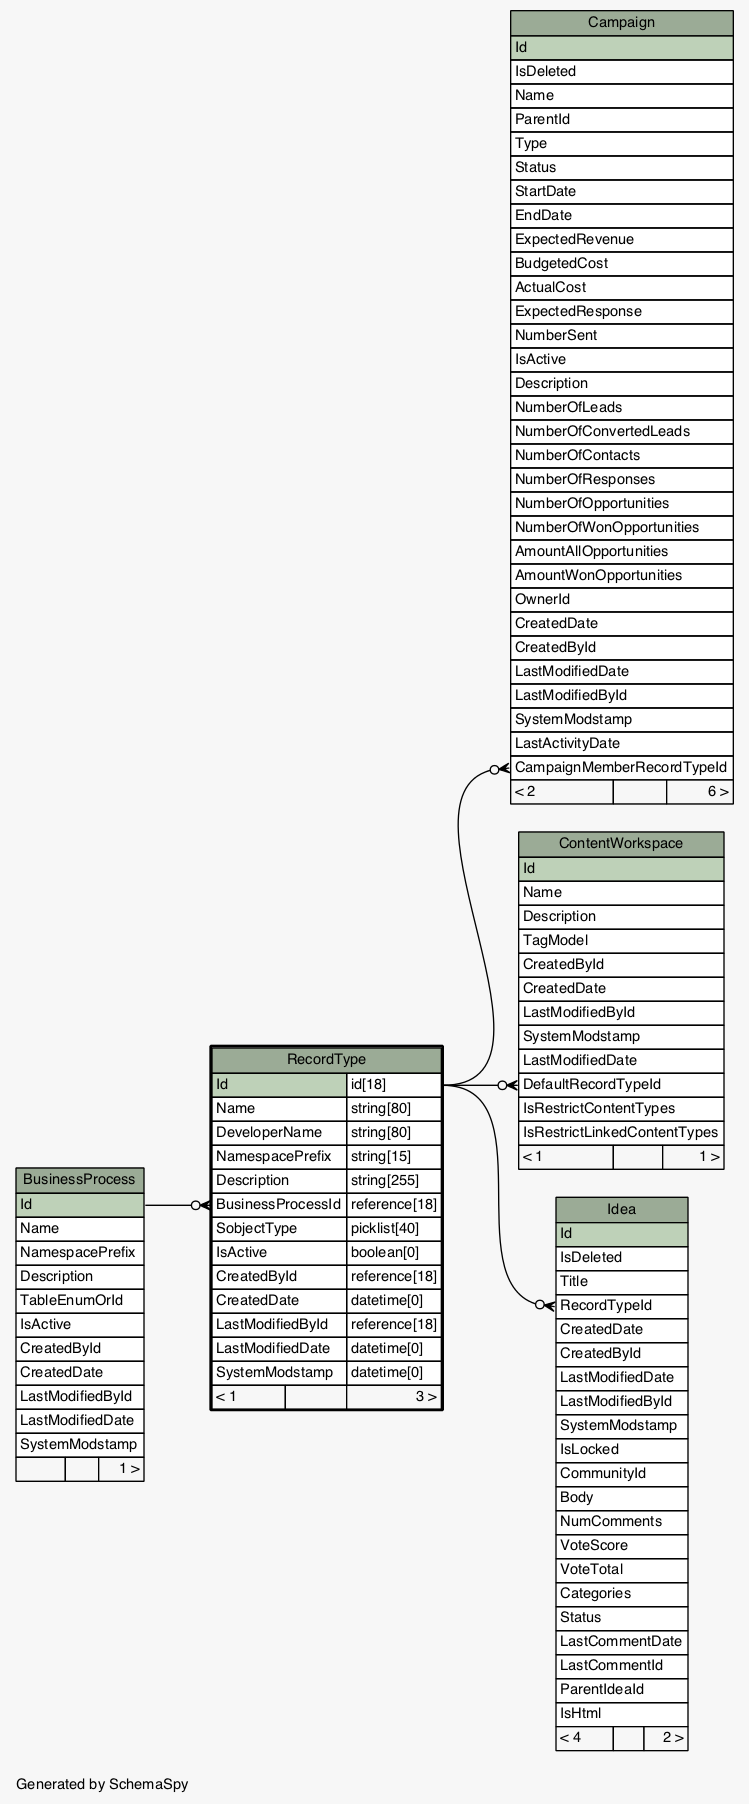 Campaign
Id
IsDeleted
Name
ParentId
Type
Status
StartDate
EndDate
ExpectedRevenue
BudgetedCost
ActualCost
ExpectedResponse
NumberSent
IsActive
Description
NumberOfLeads
NumberOfConvertedLeads
NumberOfContacts
NumberOfResponses
NumberOfOpportunities
NumberOfWonOpportunities
AmountAllOpportunities
AmountWonOpportunities
OwnerId
CreatedDate
CreatedById
LastModifiedDate
LastModifiedById
SystemModstamp
LastActivityDate
CampaignMemberRecordTypeId
< 2 6 >
ContentWorkspace
Id
Name
Description
TagModel
CreatedById
CreatedDate
LastModifiedById
SystemModstamp
LastModifiedDate
DefaultRecordTypeId
IsRestrictContentTypes
IsRestrictLinkedContentTypes
< 1 1 >
RecordType
Id id[18]
Name string[80]
DeveloperName string[80]
NamespacePrefix string[15]
Description string[255]
BusinessProcessId reference[18]
SobjectType picklist[40]
IsActive boolean[0]
CreatedById reference[18]
CreatedDate datetime[0]
LastModifiedById reference[18]
LastModifiedDate datetime[0]
SystemModstamp datetime[0]
< 1 3 >
BusinessProcess
Id
Name
NamespacePrefix
Description
TableEnumOrId
IsActive
CreatedById
CreatedDate
LastModifiedById
LastModifiedDate
SystemModstamp
1 >
Idea
Id
IsDeleted
Title
RecordTypeId
CreatedDate
CreatedById
LastModifiedDate
LastModifiedById
SystemModstamp
IsLocked
CommunityId
Body
NumComments
VoteScore
VoteTotal
Categories
Status
LastCommentDate
LastCommentId
ParentIdeaId
IsHtml
< 4 2 >
Generated by SchemaSpy